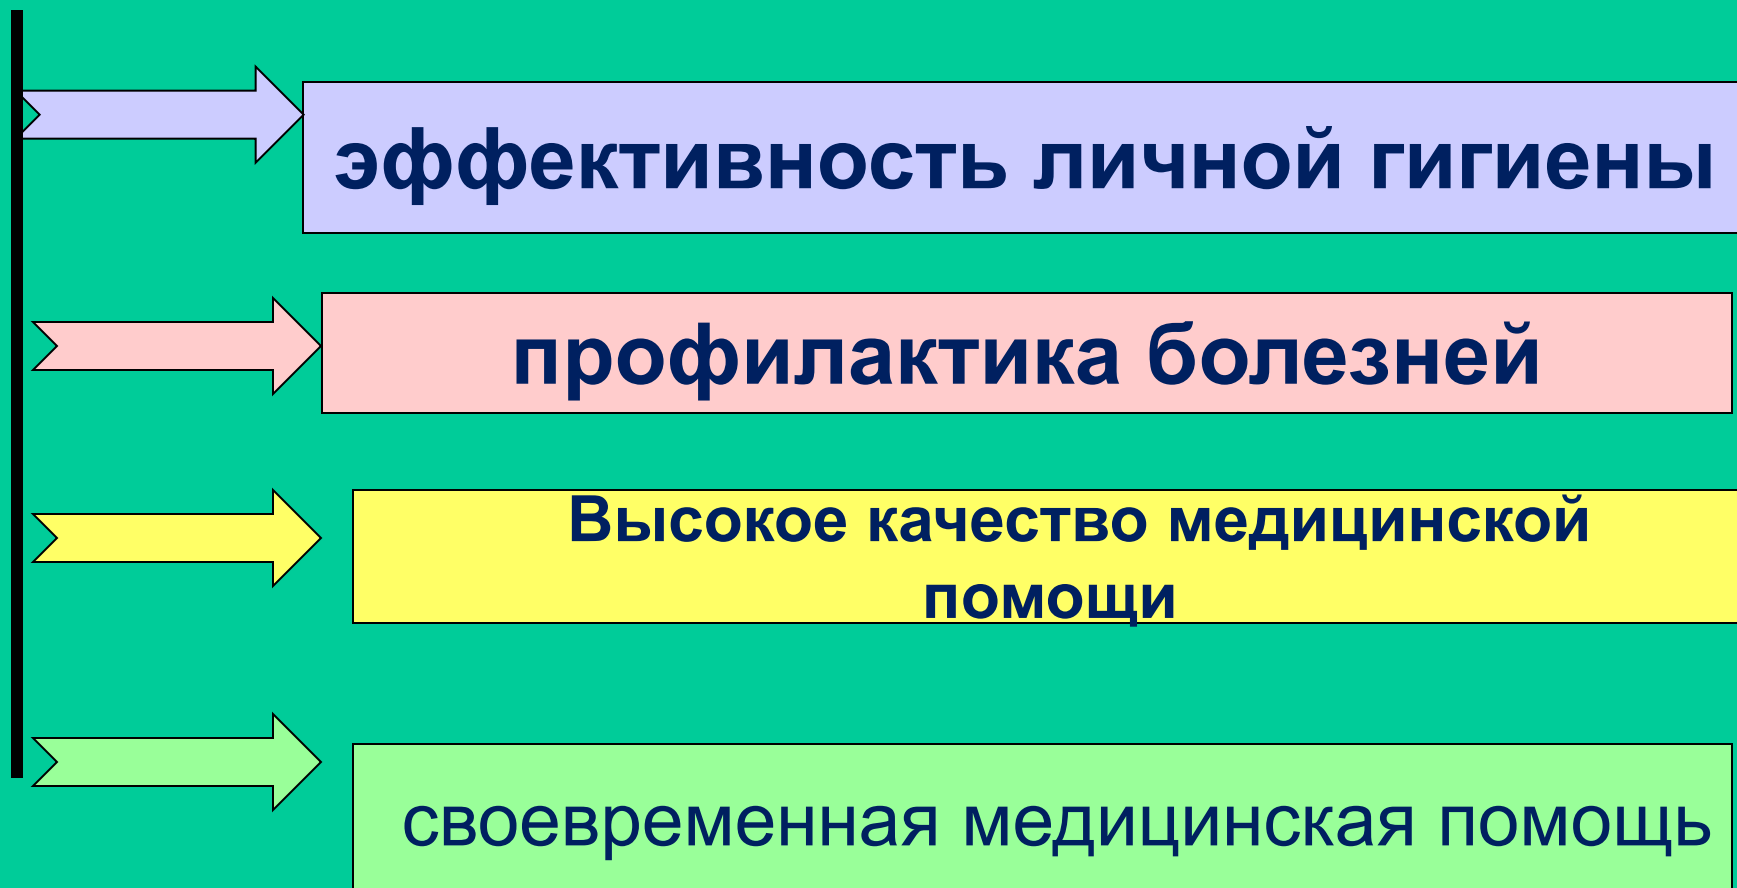 эффективность личной гигиены
профилактика болезней
Высокое качество медицинской
помощи
своевременная медицинская помощь